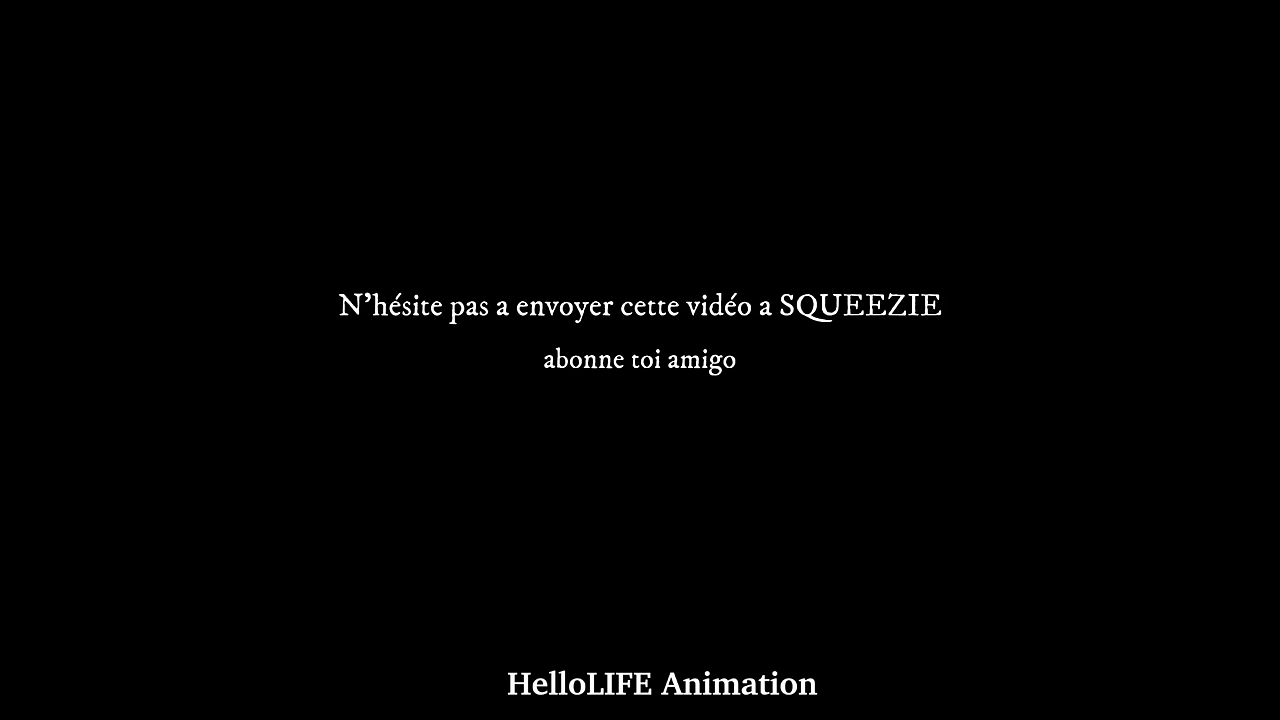 N’hésite pas a envoyer cette vidéo a SQUEEZIE
abonne toi amigo
HelloLIFE Animation